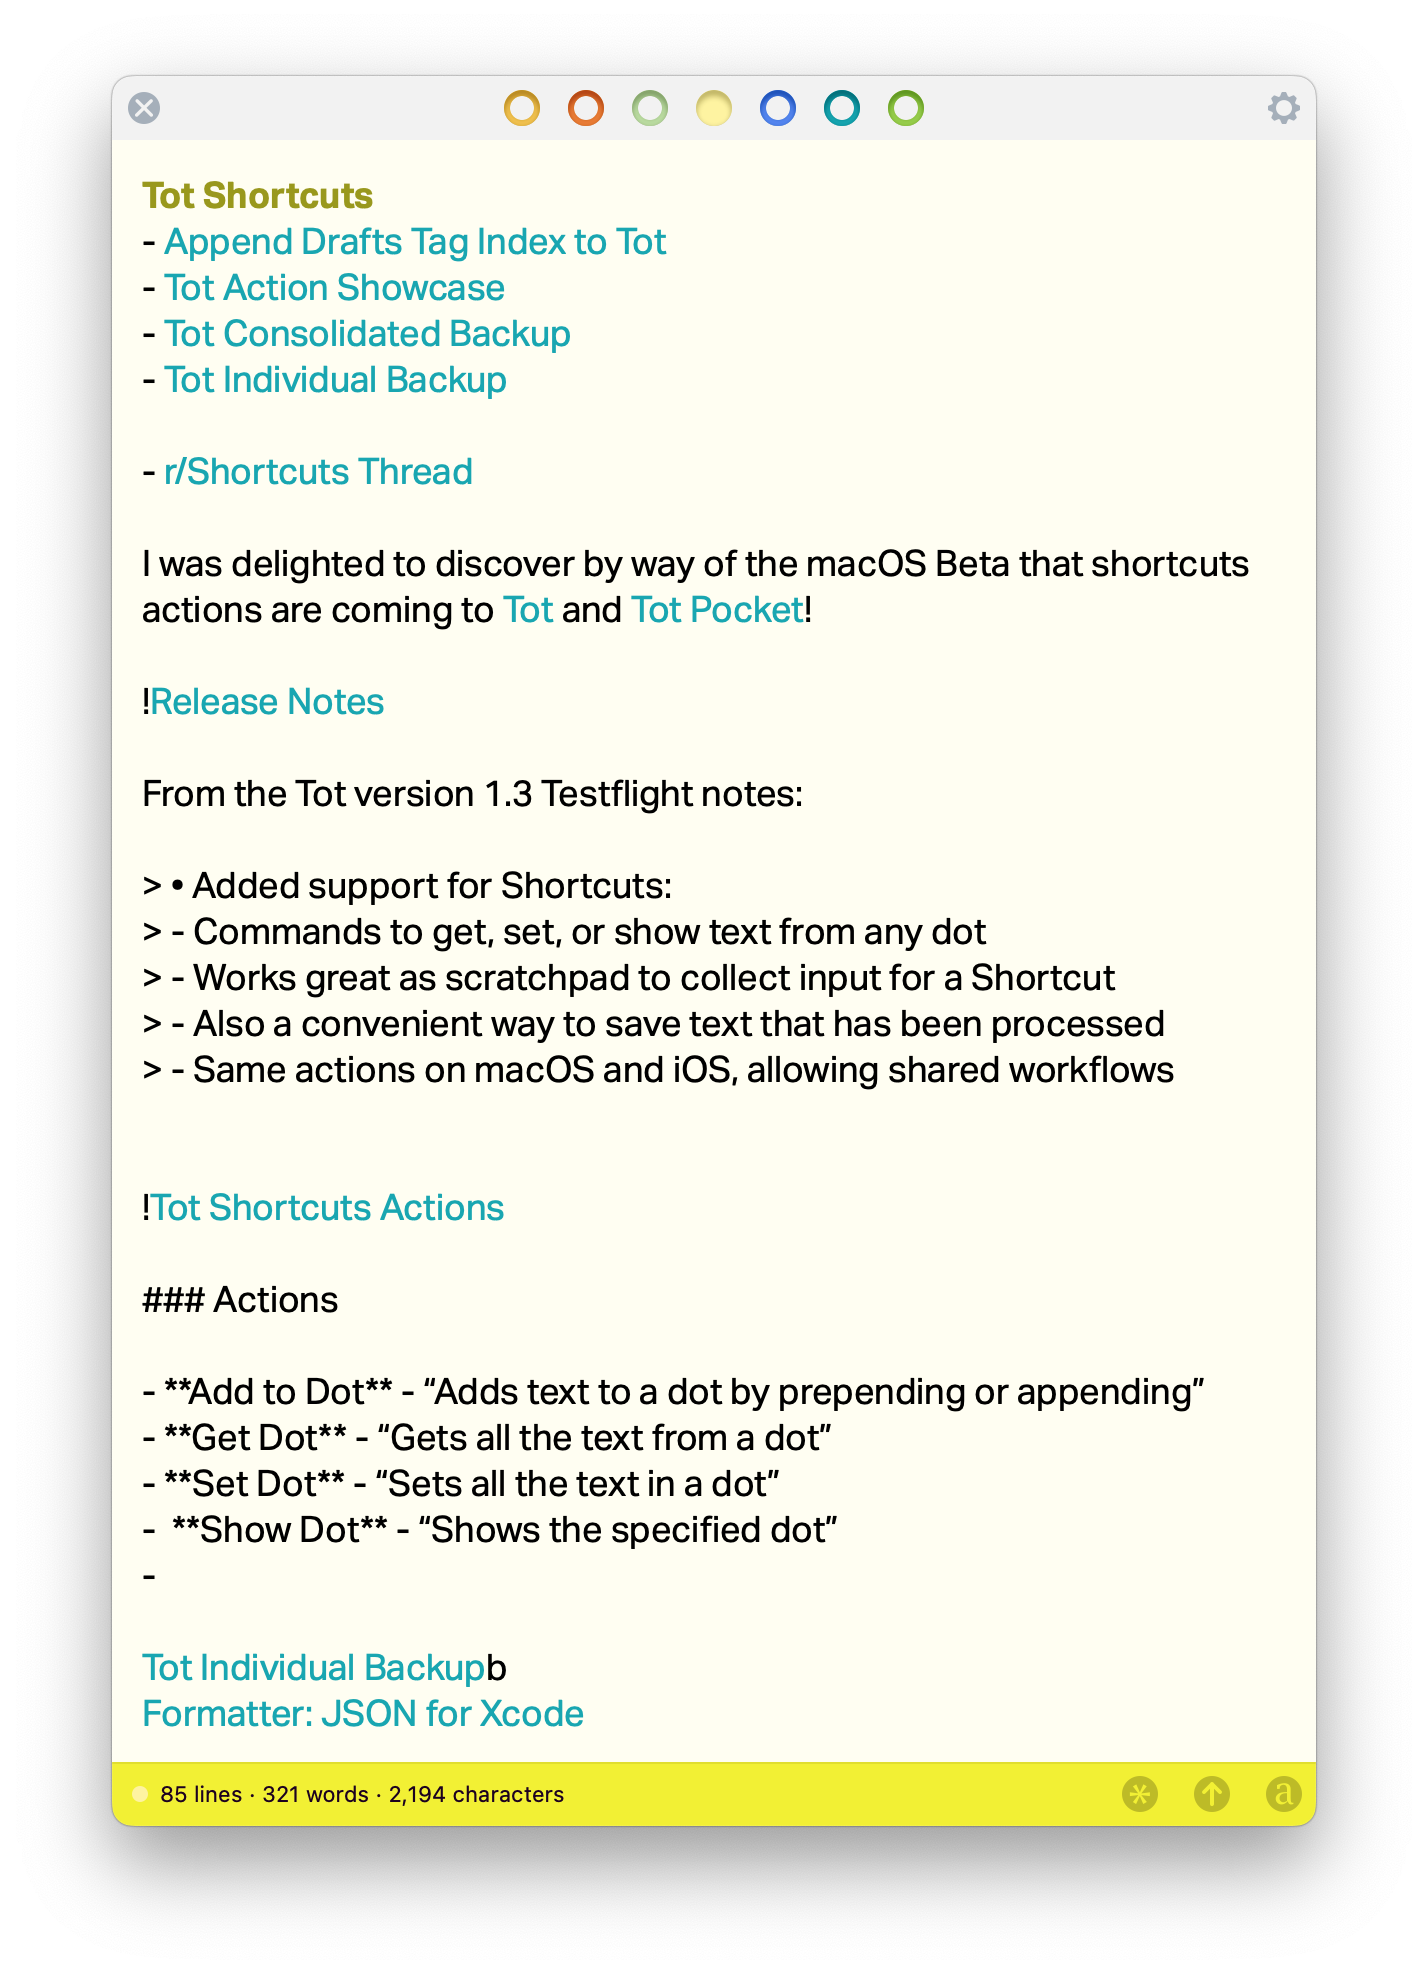 Tot Shortcuts
- Append Drafts Tag Index to Tot
- Tot Action Showcase
- Tot Consolidated Backup
- Tot Individual Backup
- r/Shortcuts Thread
I was delighted to discover by way of the macOS Beta that shortcuts
actions are coming to Tot and Tot Pocket!
!Release Notes
From the Tot version 1.3 Testflight notes:
> • Added support for Shortcuts:
> - Commands to get, set, or show text from any dot
> - Works great as scratchpad to collect input for a Shortcut
> - Also a convenient way to save text that has been processed
> - Same actions on macOS and iOS, allowing shared workflows
!Tot Shortcuts Actions
### Actions
- **Add to Dot** - “Adds text to a dot by prepending or appending”
- **Get Dot** - “Gets all the text from a dot”
- **Set Dot** - “Sets all the text in a dot”
-  **Show Dot** - “Shows the specified dot”
-
Tot Individual Backupb
Formatter: JSON for Xcode
85 lines · 321 words · 2,194 characters
a